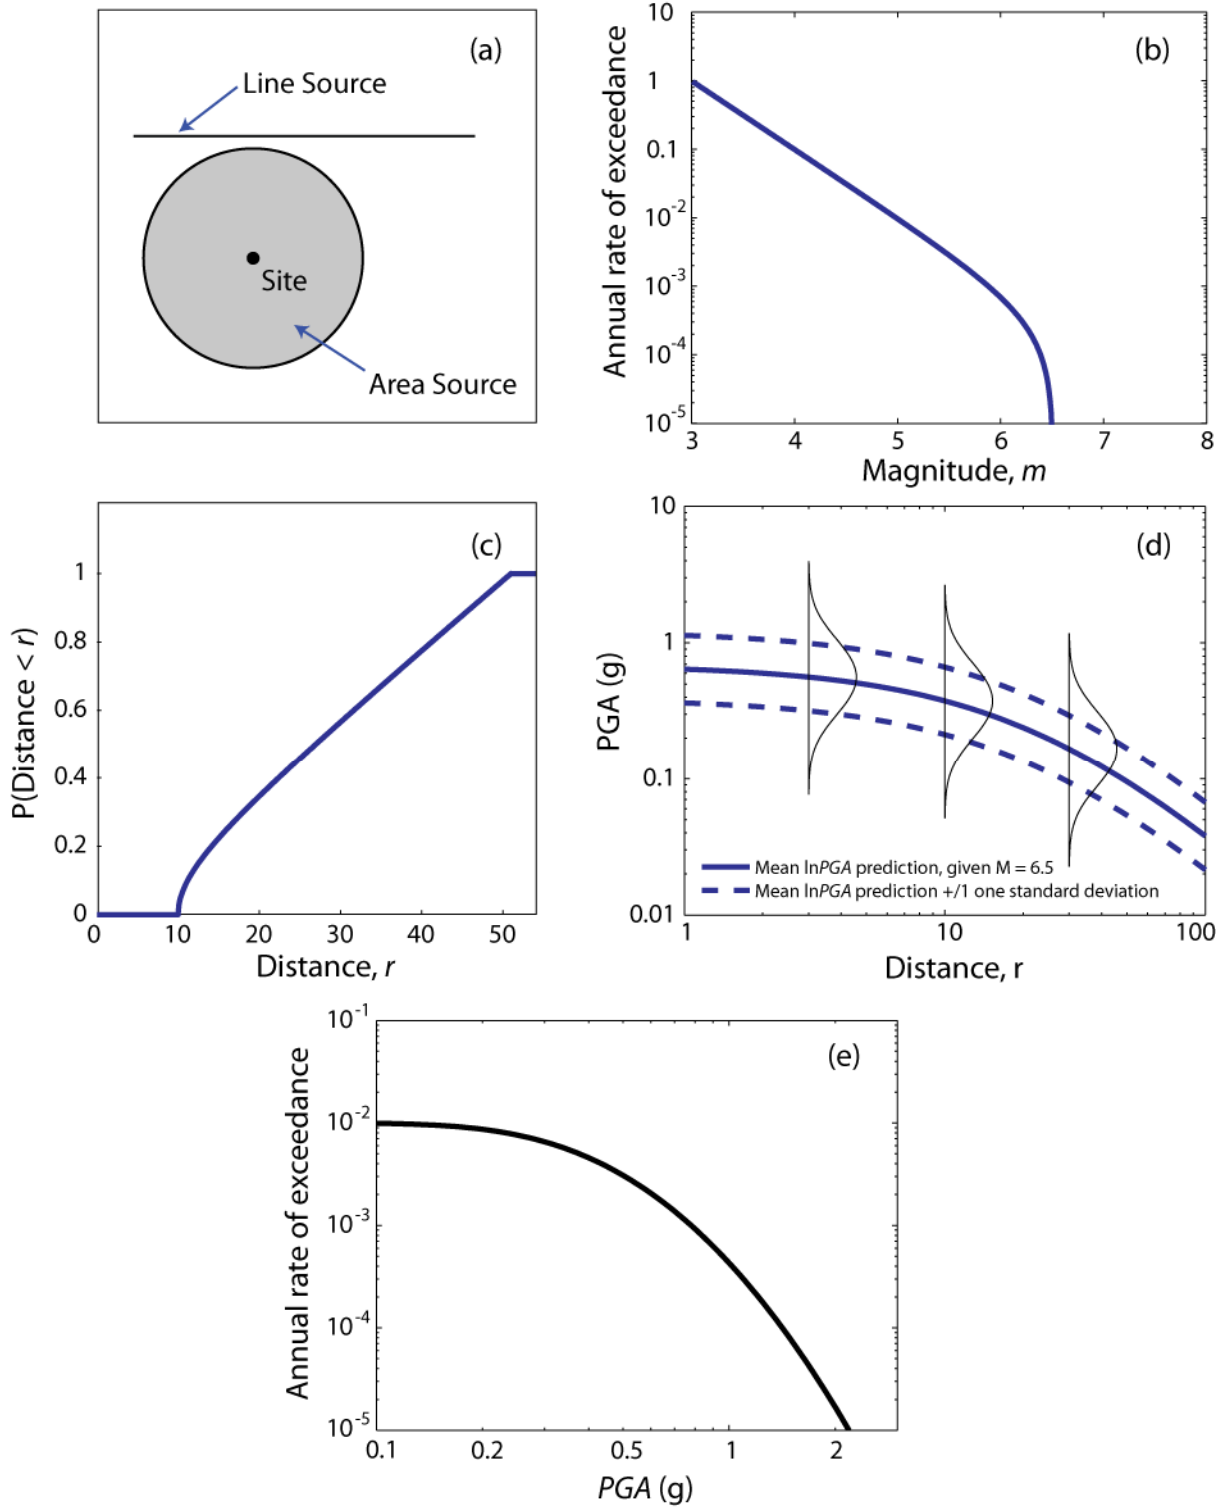 (a)
Line Source
Site
Area Source
(b)
Annual rate of exceedance
10
1
0.1
10-2
10-3
10-4
10-5
3 4 5 6 7 8
Magnitude, m
(c)
P(Distance < r)
1
0.8
0.6
0.4
0.2
0
0 10 20 30 40 50
Distance, r
(d)
PGA (g)
10
1
0.1
0.01
Mean lnPGA prediction, given M = 6.5
Mean lnPGA prediction +/1 one standard deviation
1 10 100
Distance, r
(e)
Annual rate of exceedance
10-1
10-2
10-3
10-4
10-5
0.1 0.2 0.5 1 2
PGA (g)